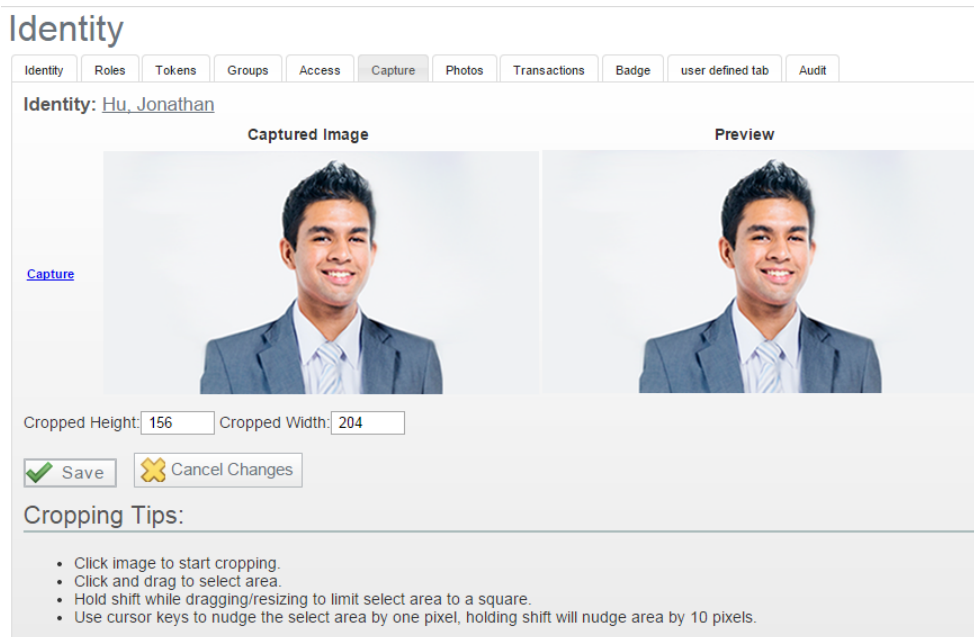 Identity
Identity Roles Tokens Groups Access Capture Photos Transactions Badge user defined tab Audit
Identity: Hu, Jonathan
Captured Image Preview
Capture
Cropped Height: 156 Cropped Width: 204
Save Cancel Changes
Cropping Tips:
• Click image to start cropping.
• Click and drag to select area.
• Hold shift while dragging/resizing to limit select area to a square.
• Use cursor keys to nudge the select area by one pixel, holding shift will nudge area by 10 pixels.